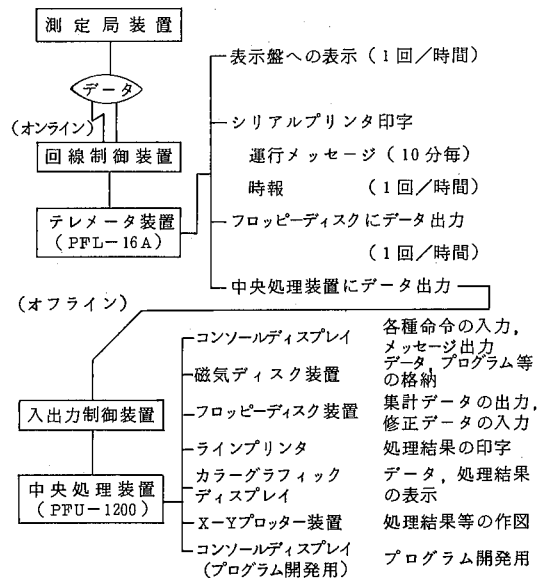 測定局装置
データ
(オンライン)
回線制御装置
テレメータ装置
(PFL-16A)
表示盤への表示(1回/時間)
シリアルプリンタ印字
運行メッセージ(10分毎)
時報 (1回/時間)
フロッピーディスクにデータ出力
(1回/時間)
中央処理装置にデータ出力
(オフライン)
入出力制御装置
中央処理装置
(PFU-1200)
コンソールディスプレイ 各種命令の入力,
メッセージ出力
磁気ディスク装置 データ,プログラム等
の格納
フロッピーディスク装置 集計データの出力,
修正データの入力
ラインプリンタ 処理結果の印字
カラーグラフィック データ,処理結果
ディスプレイ の表示
X-Yプロッター装置 処理結果等の作図
コンソールディスプレイ プログラム開発用
(プログラム開発用)